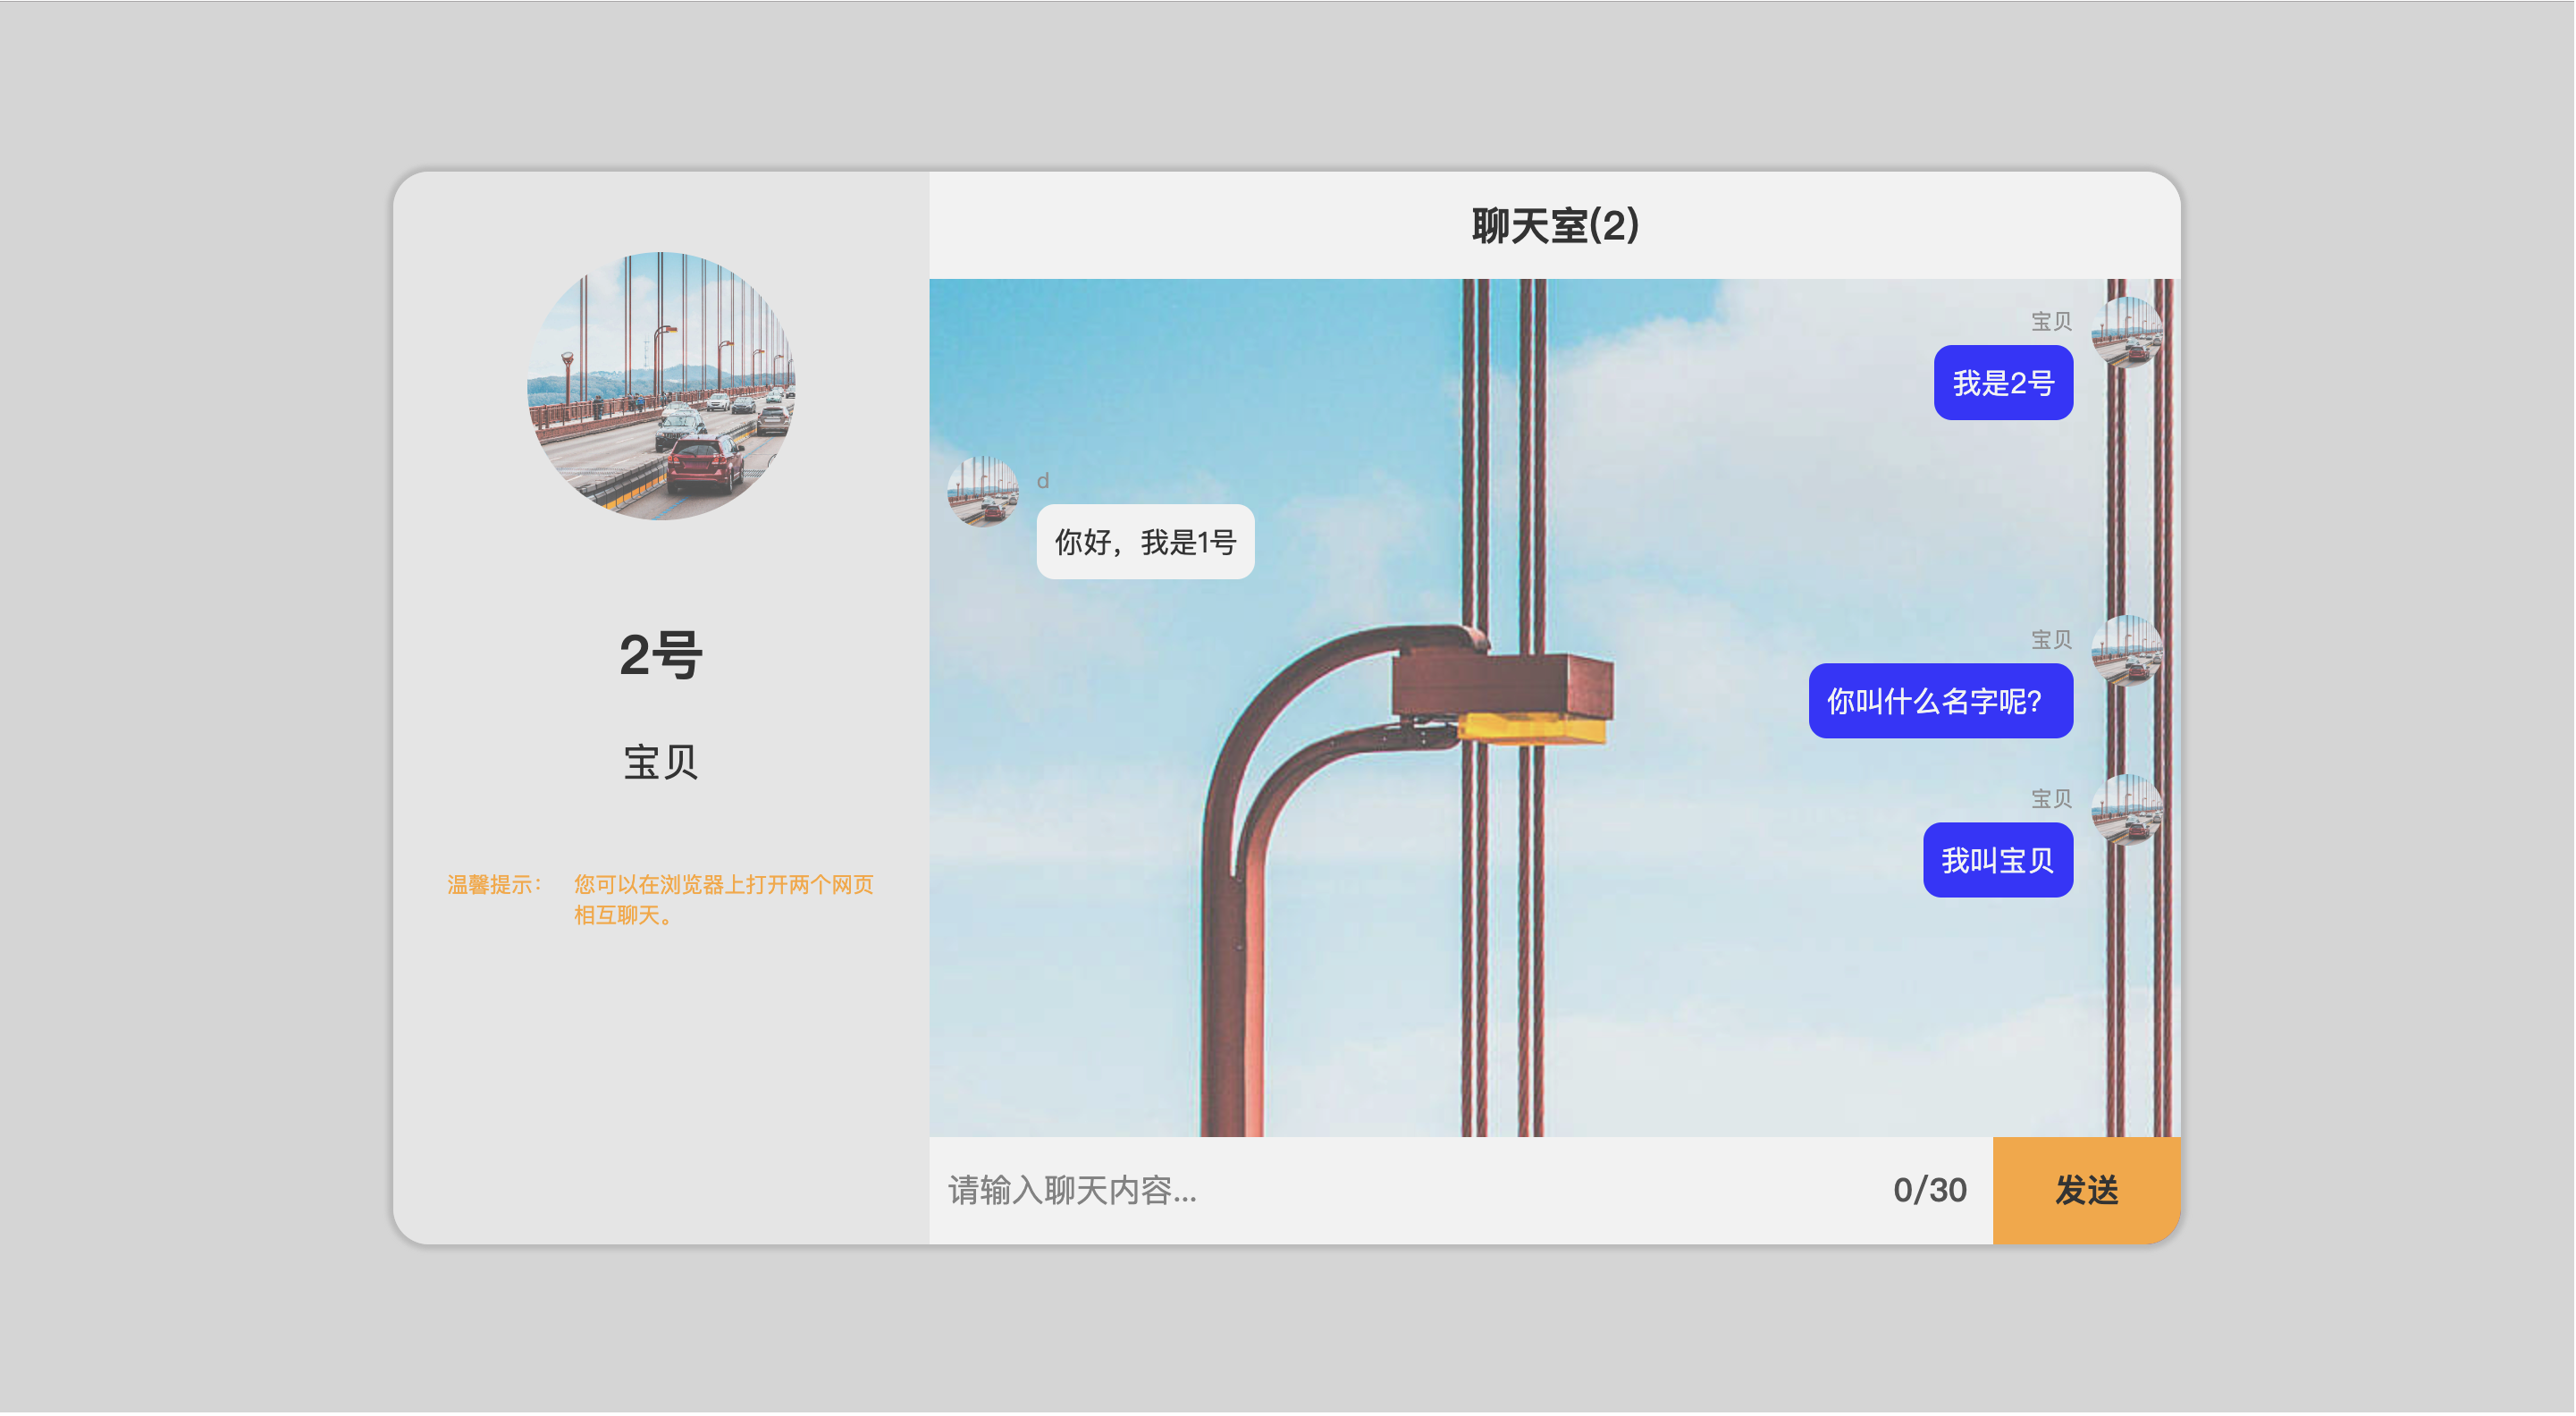 2号
宝贝
温馨提示： 您可以在浏览器上打开两个网页
相互聊天。
聊天室(2)
宝贝
我是2号
d
你好，我是1号
宝贝
你叫什么名字呢？
宝贝
我叫宝贝
请输入聊天内容... 0/30 发送